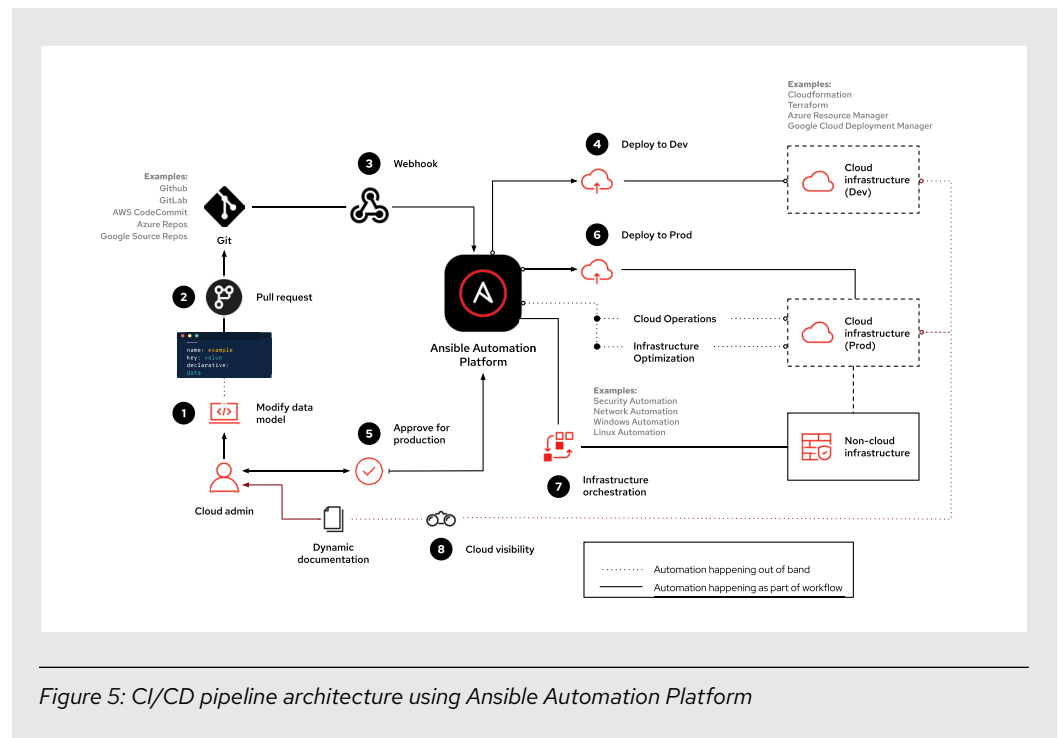 Examples:
Cloudformation
Terraform
Azure Resource Manager
Google Cloud Deployment Manager
4
Deploy to Dev
3
Webhook
Examples:
Github
GitLab
AWS CodeCommit
Azure Repos
Google Source Repos
Git
Cloud
infrastructure
(Dev)
6
Deploy to Prod
2
Pull request
---
name: example
key: value
declarative:
data
Ansible Automation
Platform
Cloud Operations
Infrastructure
Optimization
Cloud
infrastructure
(Prod)
1
Modify data
model
5
Approve for
production
Examples:
Security Automation
Network Automation
Windows Automation
Linux Automation
Non-cloud
infrastructure
7
Infrastructure
orchestration
Cloud admin
Dynamic
documentation
8
Cloud visibility
Automation happening out of band
Automation happening as part of workflow
Figure 5: CI/CD pipeline architecture using Ansible Automation Platform